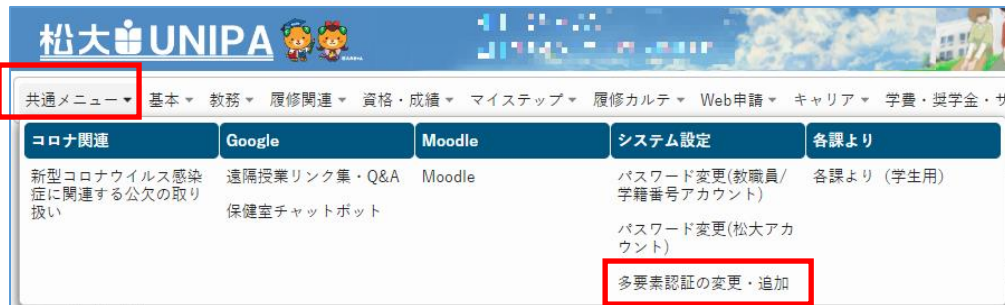 松大 UNIPA
共通メニュー▼ 基本▼ 教務▼ 履修関連▼ 資格・成績▼ マイステップ▼ 履修カルテ▼ Web申請▼ キャリア▼ 学費・奨学金・サ
コロナ関連 Google Moodle システム設定 各課より
新型コロナウイルス感染 遠隔授業リンク集・Q&A Moodle パスワード変更(教職員/ 各課より（学生用）
症に関連する公欠の取り 学籍番号アカウント)
扱い 保健室チャットボット
パスワード変更(松大アカ
ウント)
多要素認証の変更・追加